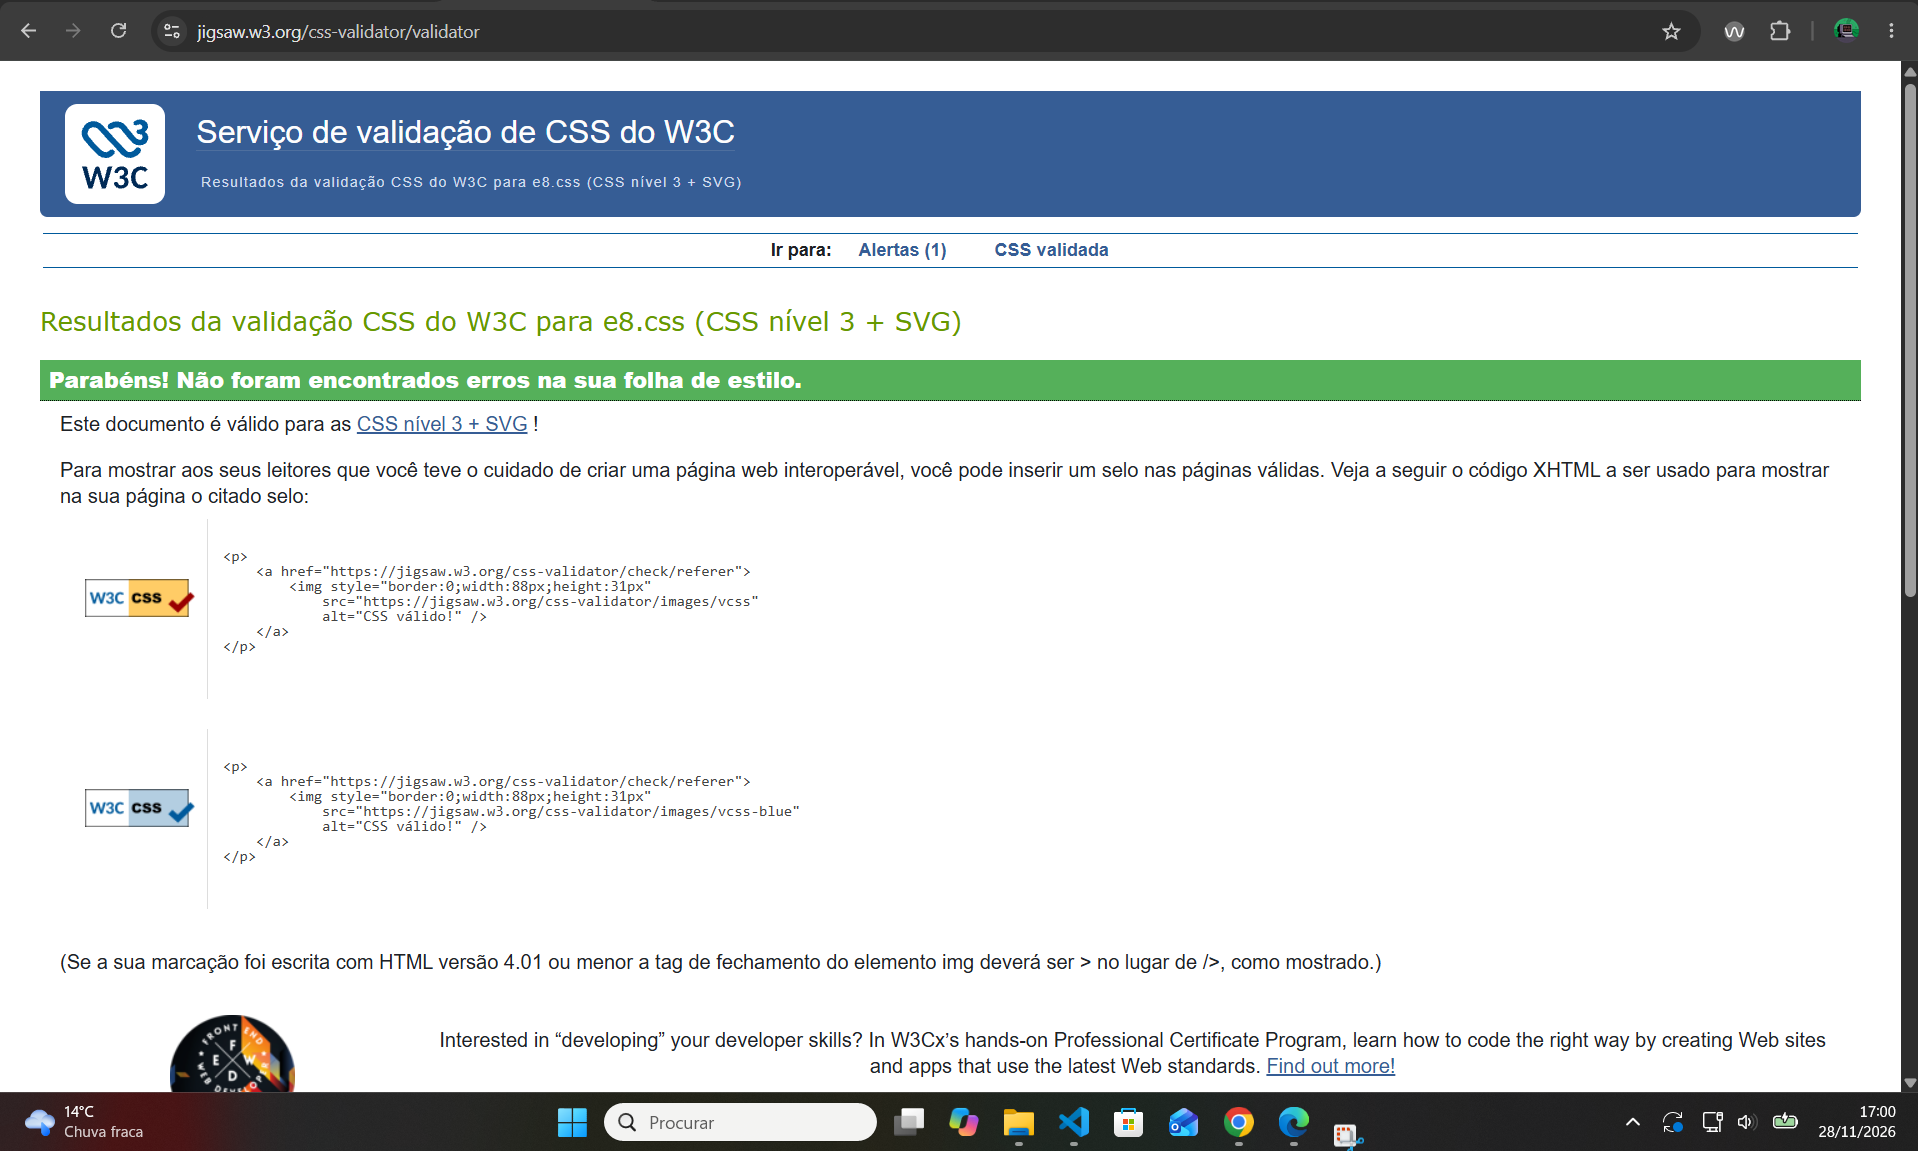 jigsaw.w3.org/css-validator/validator
W3C
Serviço de validação de CSS do W3C
Resultados da validação CSS do W3C para e8.css (CSS nível 3 + SVG)
Ir para: Alertas (1) CSS validada
Resultados da validação CSS do W3C para e8.css (CSS nível 3 + SVG)
Parabéns! Não foram encontrados erros na sua folha de estilo.
Este documento é válido para as CSS nível 3 + SVG !
Para mostrar aos seus leitores que você teve o cuidado de criar uma página web interoperável, você pode inserir um selo nas páginas válidas. Veja a seguir o código XHTML a ser usado para mostrar
na sua página o citado selo:
W3C css
<p>
<a href="https://jigsaw.w3.org/css-validator/check/referer">
<img style="border:0;width:88px;height:31px"
src="https://jigsaw.w3.org/css-validator/images/vcss"
alt="CSS válido!" />
</a>
</p>
W3C css
<p>
<a href="https://jigsaw.w3.org/css-validator/check/referer">
<img style="border:0;width:88px;height:31px"
src="https://jigsaw.w3.org/css-validator/images/vcss-blue"
alt="CSS válido!" />
</a>
</p>
(Se a sua marcação foi escrita com HTML versão 4.01 ou menor a tag de fechamento do elemento img deverá ser > no lugar de />, como mostrado.)
FRONT END
F E W D
WEB DEVELOP
Interested in “developing” your developer skills? In W3Cx’s hands-on Professional Certificate Program, learn how to code the right way by creating Web sites
and apps that use the latest Web standards. Find out more!
14°C
Chuva fraca
Procurar
17:00
28/11/2026